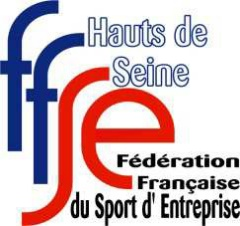 Hauts de
Seine
ffse
Fédération
Française
du Sport d' Entreprise